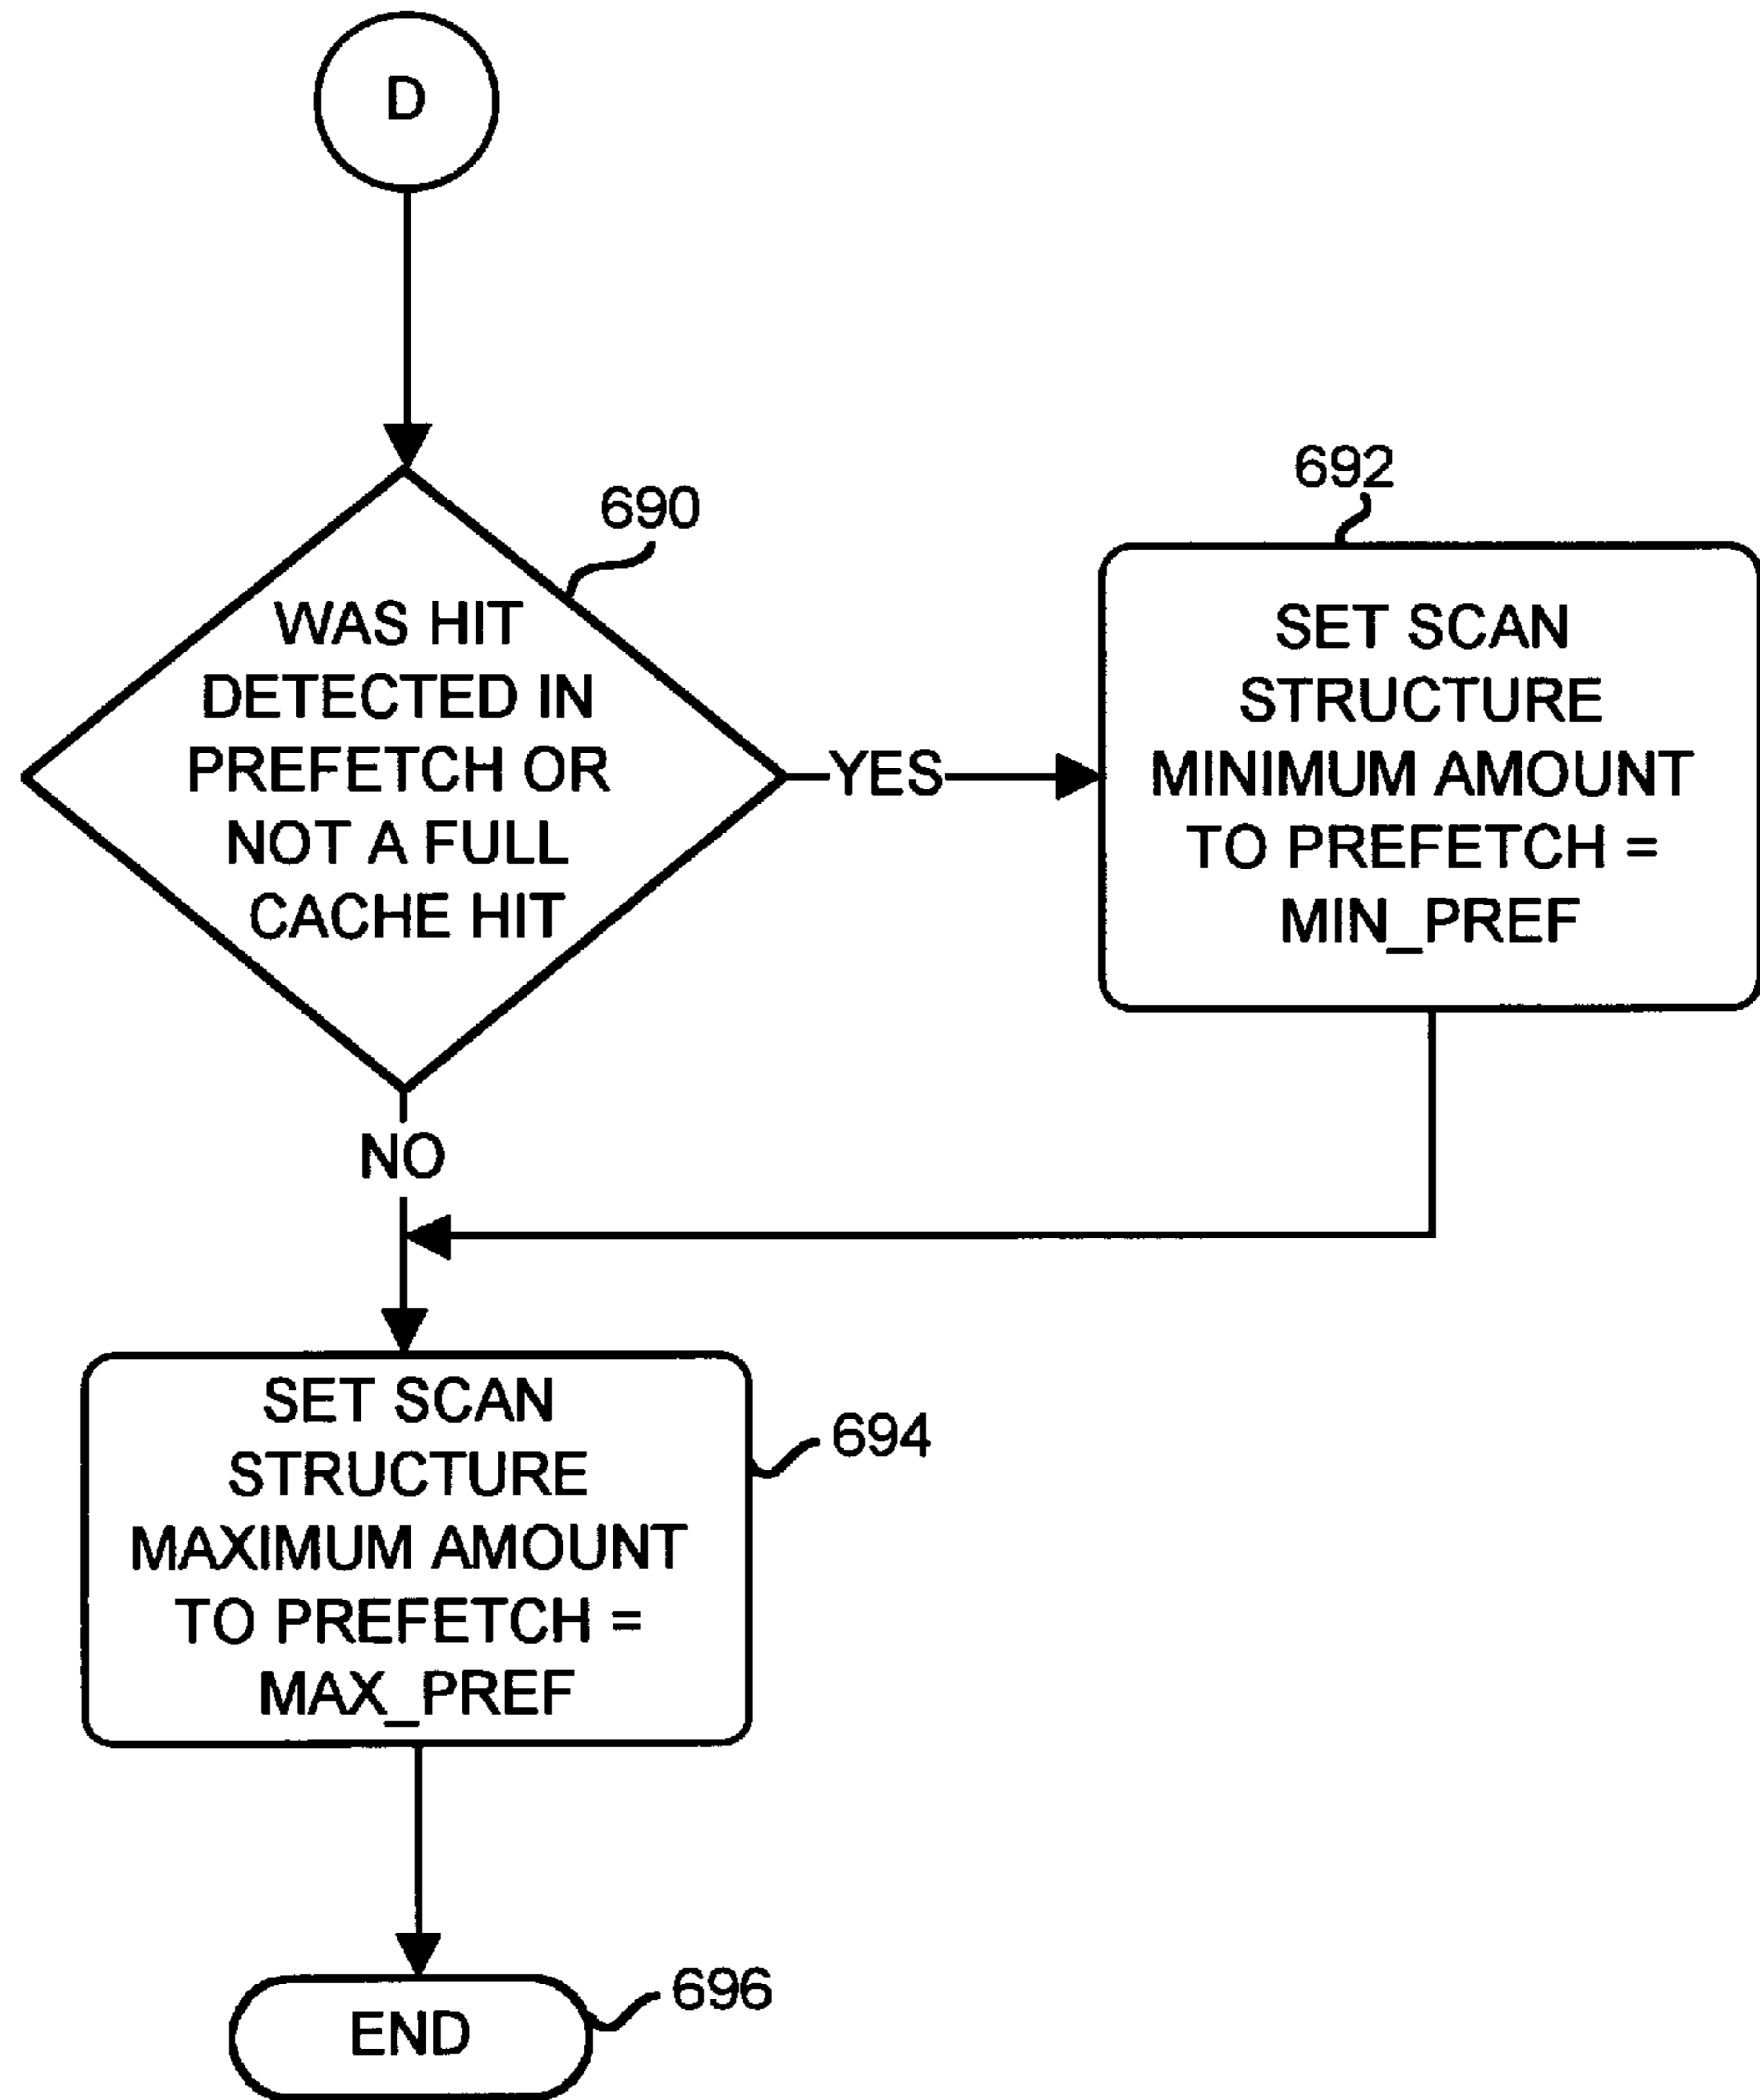 D
690
WAS HIT
DETECTED IN
PREFETCH OR
NOT A FULL
CACHE HIT
YES
692
SET SCAN
STRUCTURE
MINIMUM AMOUNT
TO PREFETCH =
MIN_PREF
NO
SET SCAN
STRUCTURE
MAXIMUM AMOUNT
TO PREFETCH =
MAX_PREF
694
END
696